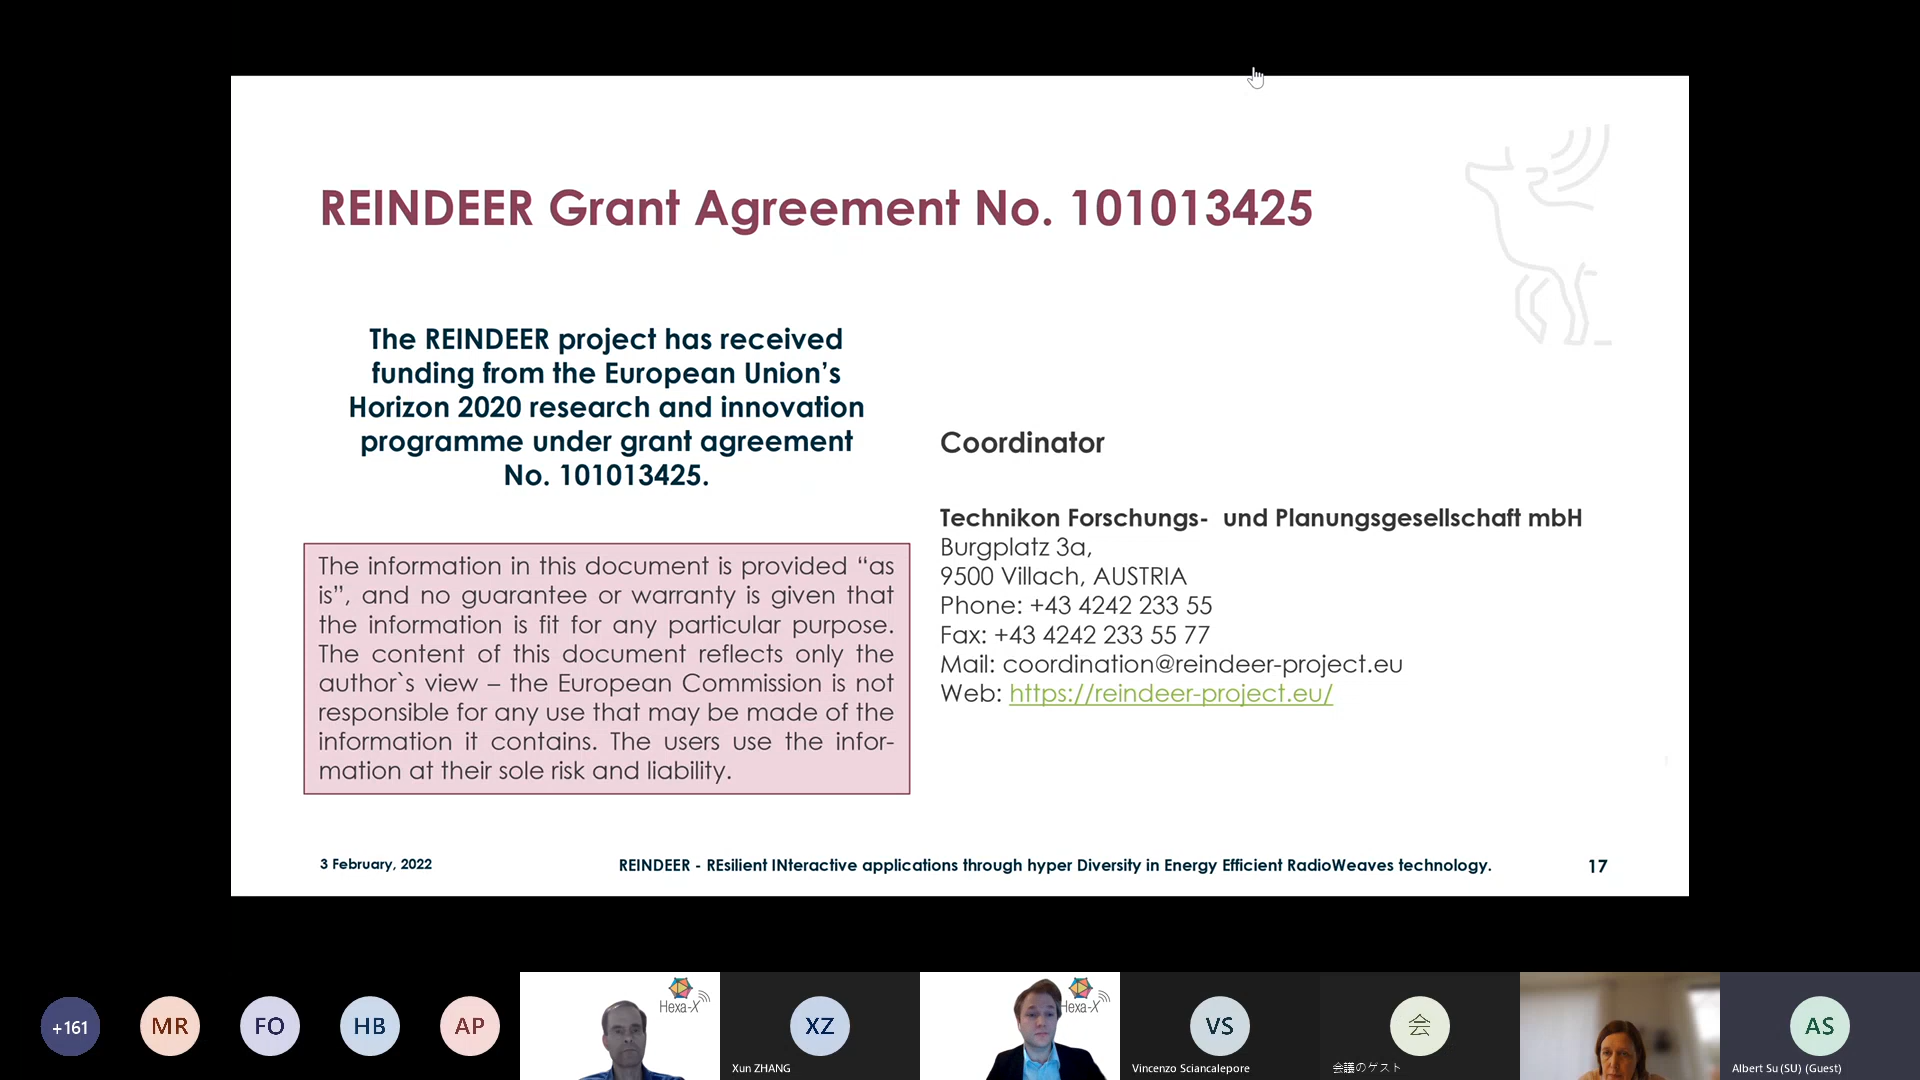 REINDEER Grant Agreement No. 101013425
The REINDEER project has received
funding from the European Union’s
Horizon 2020 research and innovation
programme under grant agreement
No. 101013425.
The information in this document is provided “as
is”, and no guarantee or warranty is given that
the information is fit for any particular purpose.
The content of this document reflects only the
author`s view – the European Commission is not
responsible for any use that may be made of the
information it contains. The users use the infor-
mation at their sole risk and liability.
Coordinator
Technikon Forschungs- und Planungsgesellschaft mbH
Burgplatz 3a,
9500 Villach, AUSTRIA
Phone: +43 4242 233 55
Fax: +43 4242 233 55 77
Mail: coordination@reindeer-project.eu
Web: https://reindeer-project.eu/
3 February, 2022
REINDEER - REsilient INteractive applications through hyper Diversity in Energy Efficient RadioWeaves technology.
17
+161
MR
FO
HB
AP
Hexa-X
XZ
Xun ZHANG
Hexa-X
VS
Vincenzo Sciancalepore
会
会議のゲスト
AS
Albert Su (SU) (Guest)